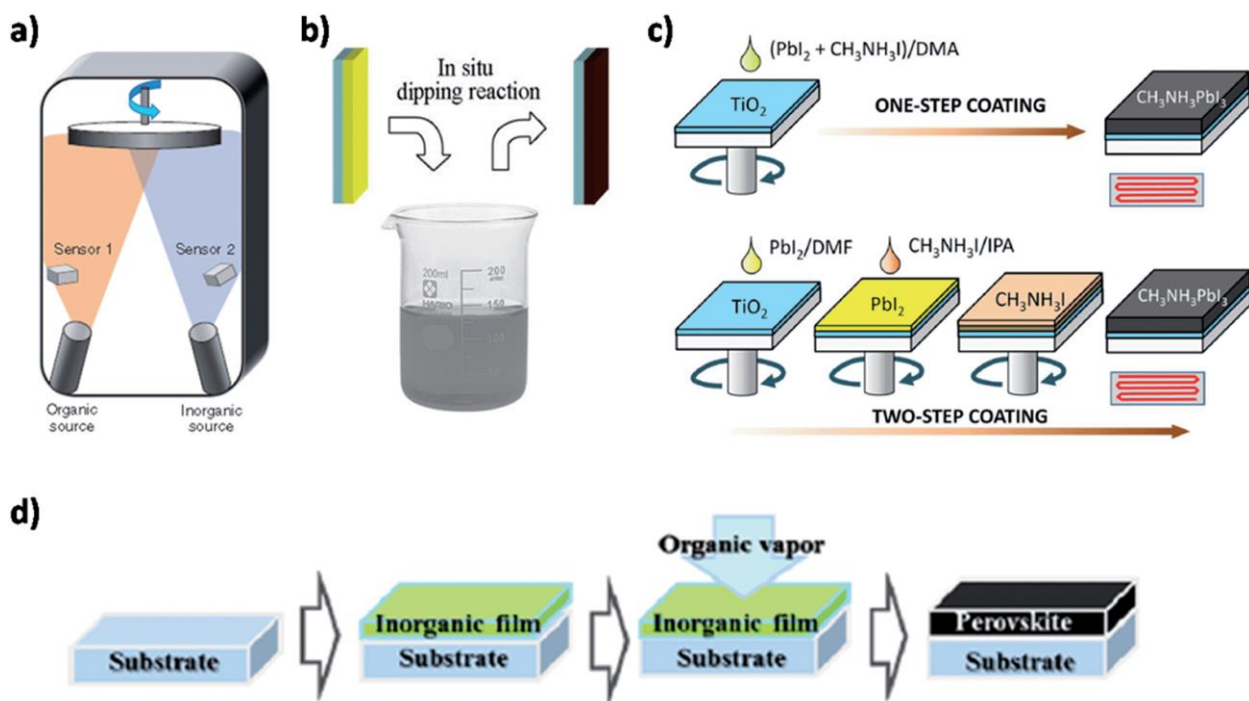 a)
Sensor 1
Sensor 2
Organic
source
Inorganic
source
b)
In situ
dipping reaction
200ml
HARIO
200
150
100
c)
(PbI₂ + CH₃NH₃I)/DMA
TiO₂
ONE-STEP COATING
CH₃NH₃PbI₃
PbI₂/DMF
CH₃NH₃I/IPA
TiO₂
PbI₂
CH₃NH₃I
CH₃NH₃PbI₃
TWO-STEP COATING
d)
Substrate
Inorganic film
Substrate
Organic vapor
Inorganic film
Substrate
Perovskite
Substrate